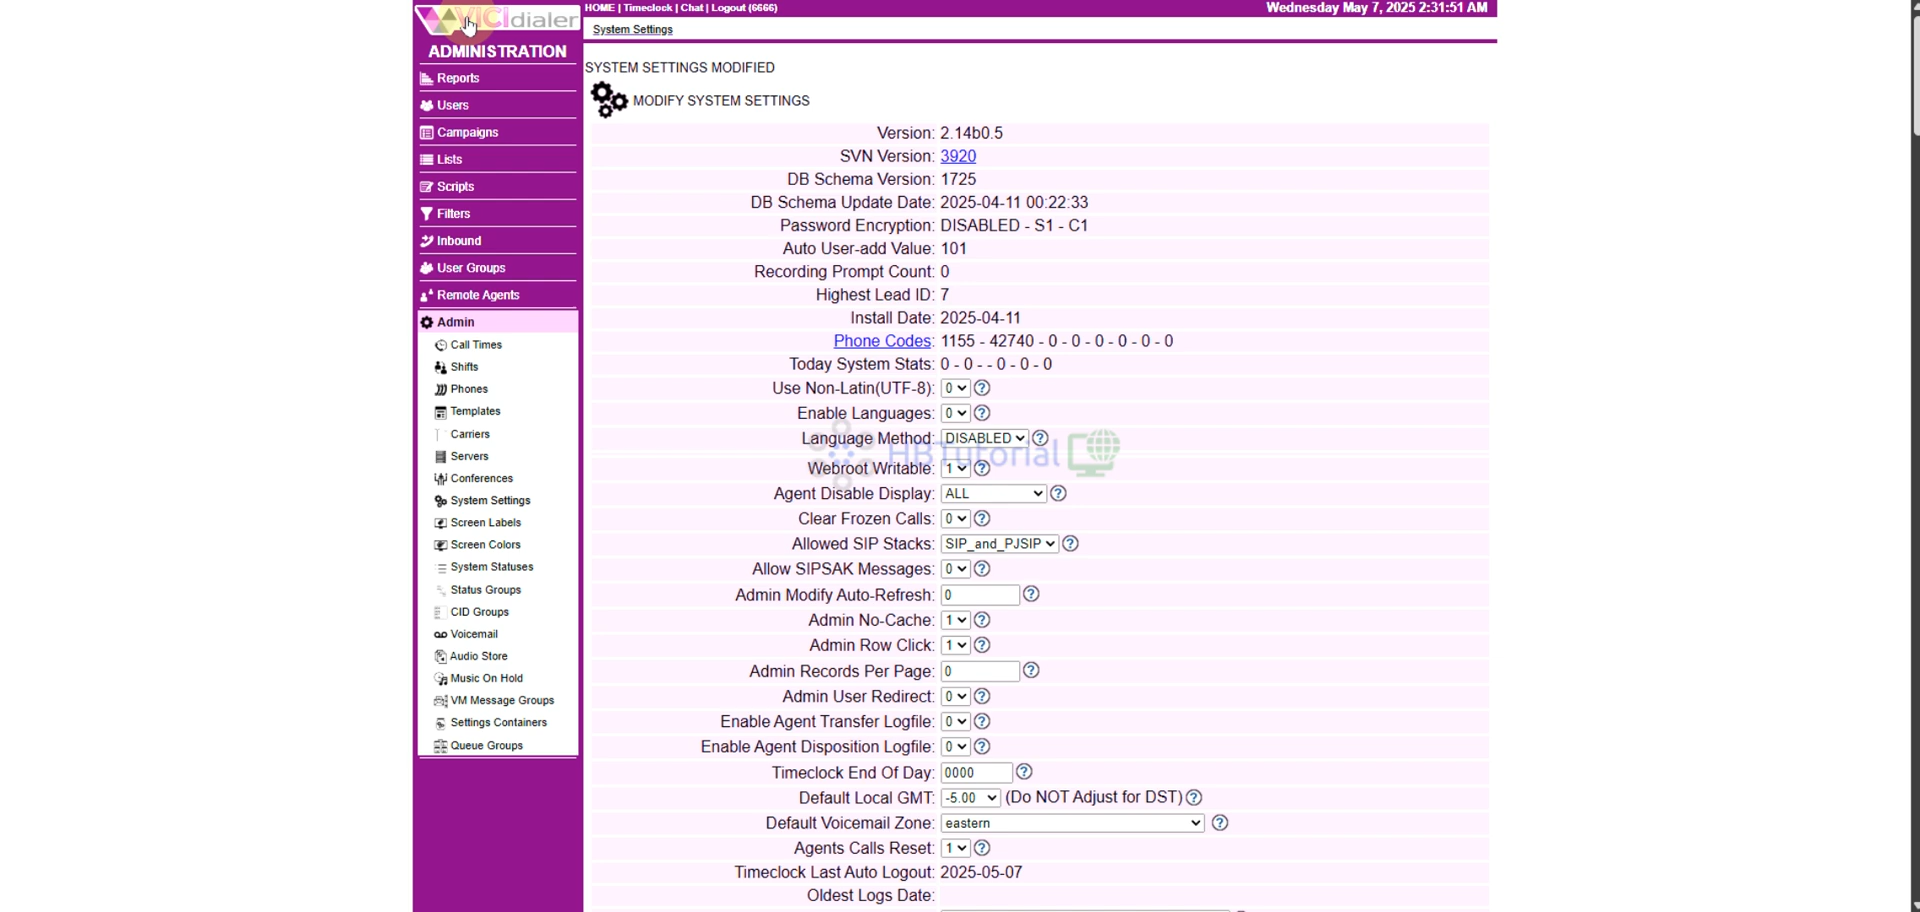 VICIdialer
HOME | Timeclock | Chat | Logout (6666)
Wednesday May 7, 2025 2:31:51 AM
System Settings
ADMINISTRATION
Reports
Users
Campaigns
Lists
Scripts
Filters
Inbound
User Groups
Remote Agents
Admin
Call Times
Shifts
Phones
Templates
Carriers
Servers
Conferences
System Settings
Screen Labels
Screen Colors
System Statuses
Status Groups
CID Groups
Voicemail
Audio Store
Music On Hold
VM Message Groups
Settings Containers
Queue Groups
SYSTEM SETTINGS MODIFIED
MODIFY SYSTEM SETTINGS
Version: 2.14b0.5
SVN Version: 3920
DB Schema Version: 1725
DB Schema Update Date: 2025-04-11 00:22:33
Password Encryption: DISABLED - S1 - C1
Auto User-add Value: 101
Recording Prompt Count: 0
Highest Lead ID: 7
Install Date: 2025-04-11
Phone Codes: 1155 - 42740 - 0 - 0 - 0 - 0 - 0 - 0
Today System Stats: 0 - 0 - - 0 - 0 - 0
Use Non-Latin(UTF-8): 0
Enable Languages: 0
Language Method: DISABLED
HBTutorial
Webroot Writable: 1
Agent Disable Display: ALL
Clear Frozen Calls: 0
Allowed SIP Stacks: SIP_and_PJSIP
Allow SIPSAK Messages: 0
Admin Modify Auto-Refresh: 0
Admin No-Cache: 1
Admin Row Click: 1
Admin Records Per Page: 0
Admin User Redirect: 0
Enable Agent Transfer Logfile: 0
Enable Agent Disposition Logfile: 0
Timeclock End Of Day: 0000
Default Local GMT: -5.00 (Do NOT Adjust for DST)
Default Voicemail Zone: eastern
Agents Calls Reset: 1
Timeclock Last Auto Logout: 2025-05-07
Oldest Logs Date: